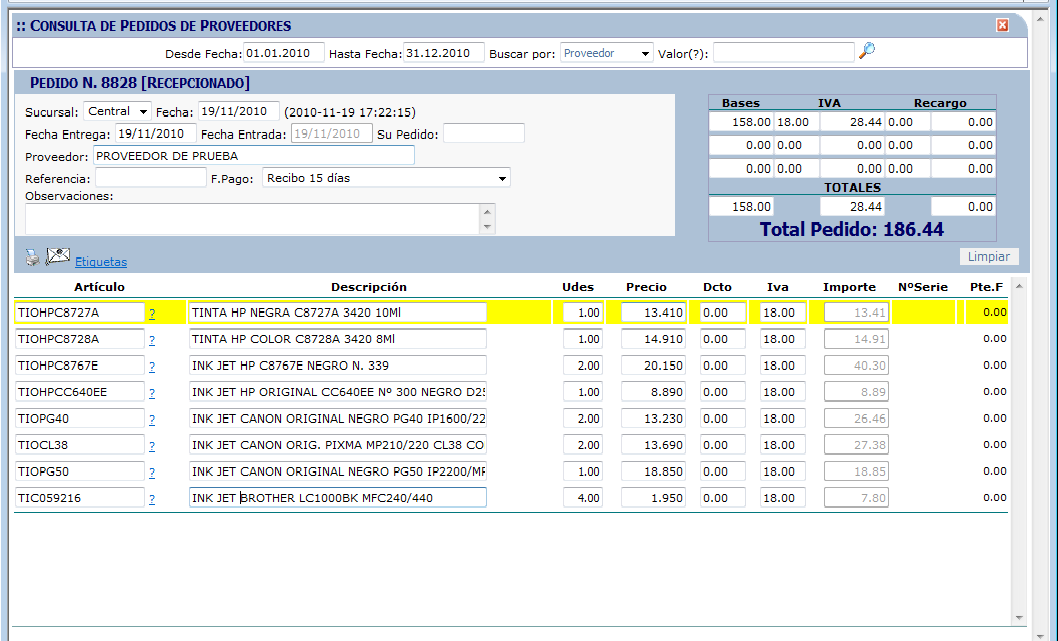 :: CONSULTA DE PEDIDOS DE PROVEEDORES
Desde Fecha: 01.01.2010 Hasta Fecha: 31.12.2010 Buscar por: Proveedor Valor(?):
PEDIDO N. 8828 [RECEPCIONADO]
Sucursal: Central Fecha: 19/11/2010 (2010-11-19 17:22:15)
Fecha Entrega: 19/11/2010 Fecha Entrada: 19/11/2010 Su Pedido:
Proveedor: PROVEEDOR DE PRUEBA
Referencia: F.Pago: Recibo 15 días
Observaciones:
Bases IVA Recargo
158.00 18.00 28.44 0.00 0.00
0.00 0.00 0.00 0.00 0.00
0.00 0.00 0.00 0.00 0.00
TOTALES
158.00 28.44 0.00
Total Pedido: 186.44
Etiquetas
Limpiar
Artículo Descripción Udes Precio Dcto Iva Importe NºSerie Pte.F
TIOHPC8727A ? TINTA HP NEGRA C8727A 3420 10Ml 1.00 13.410 0.00 18.00 13.41 0.00
TIOHPC8728A ? TINTA HP COLOR C8728A 3420 8Ml 1.00 14.910 0.00 18.00 14.91 0.00
TIOHPC8767E ? INK JET HP C8767E NEGRO N. 339 2.00 20.150 0.00 18.00 40.30 0.00
TIOHPCC640EE ? INK JET HP ORIGINAL CC640EE Nº 300 NEGRO D25 1.00 8.890 0.00 18.00 8.89 0.00
TIOPG40 ? INK JET CANON ORIGINAL NEGRO PG40 IP1600/22 2.00 13.230 0.00 18.00 26.46 0.00
TIOCL38 ? INK JET CANON ORIG. PIXMA MP210/220 CL38 CO 2.00 13.690 0.00 18.00 27.38 0.00
TIOPG50 ? INK JET CANON ORIGINAL NEGRO PG50 IP2200/MP 1.00 18.850 0.00 18.00 18.85 0.00
TIC059216 ? INK JET BROTHER LC1000BK MFC240/440 4.00 1.950 0.00 18.00 7.80 0.00